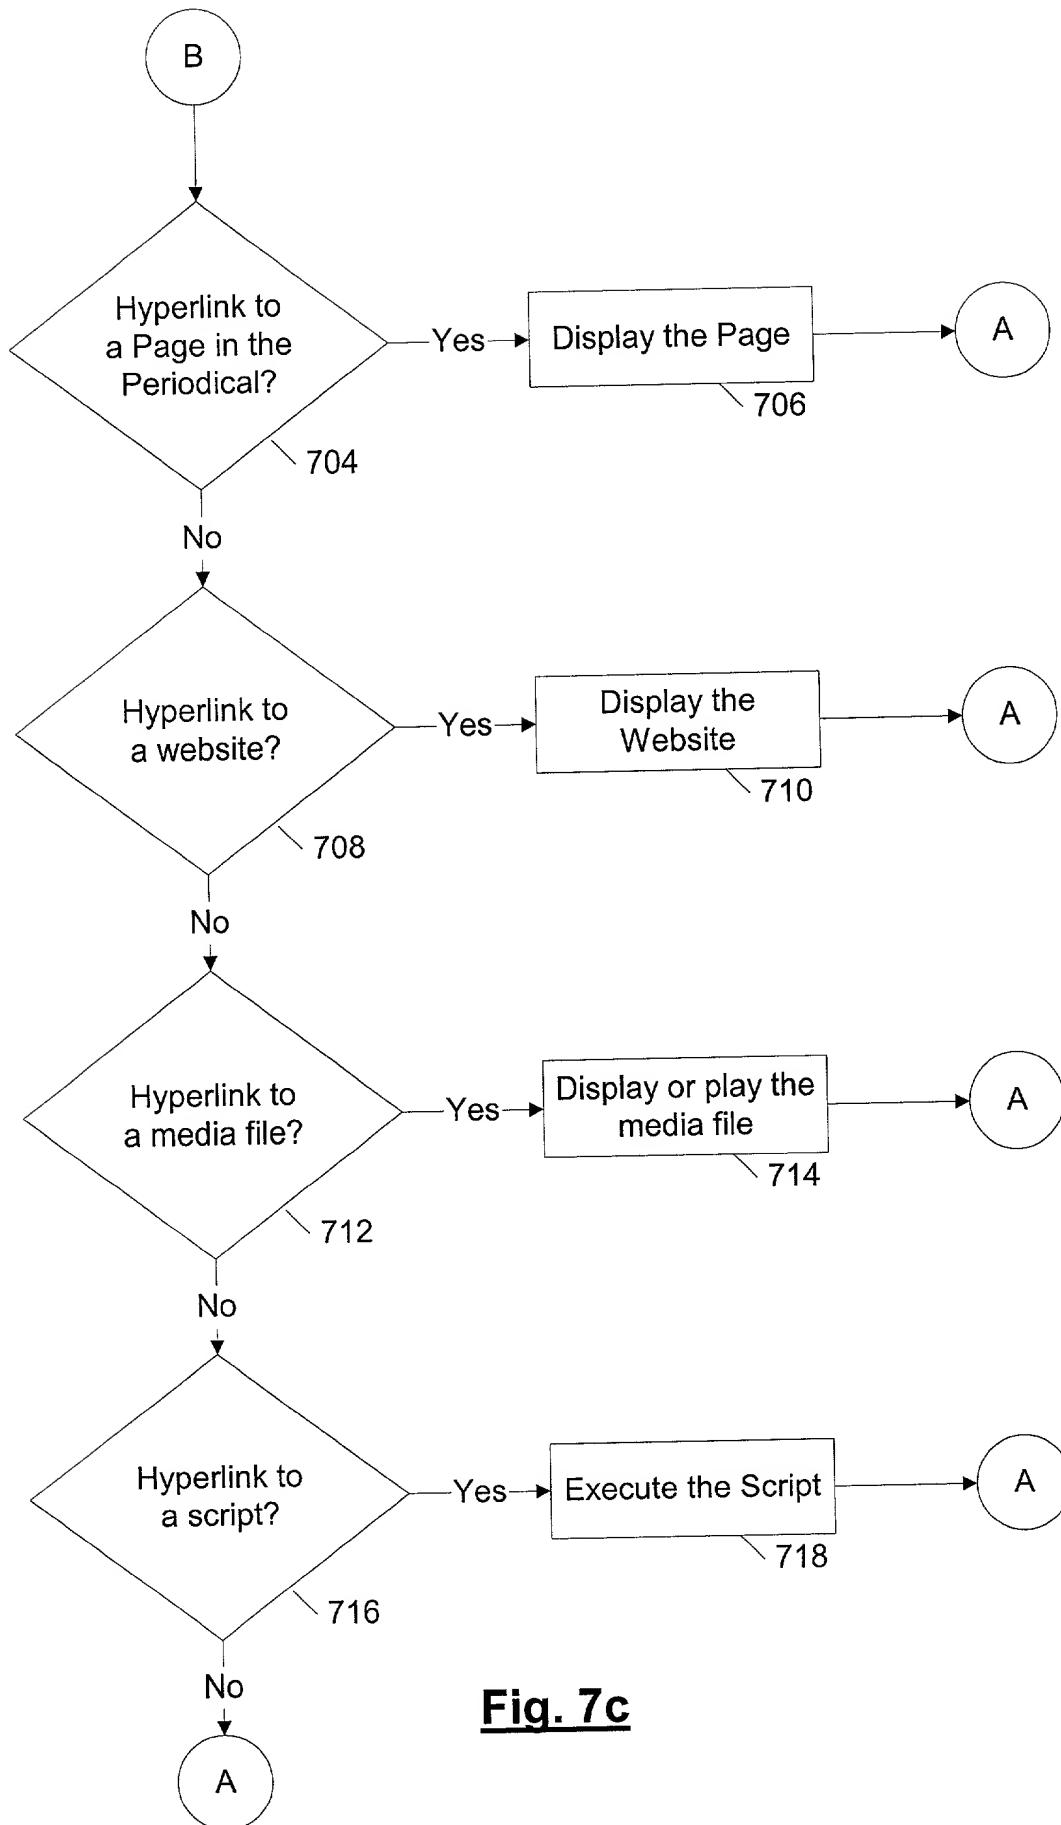 B
Hyperlink to
a Page in the
Periodical?
704
Yes
Display the Page
706
A
No
Hyperlink to
a website?
708
Yes
Display the
Website
710
A
No
Hyperlink to
a media file?
712
Yes
Display or play the
media file
714
A
No
Hyperlink to
a script?
716
Yes
Execute the Script
718
A
No
A
Fig. 7c